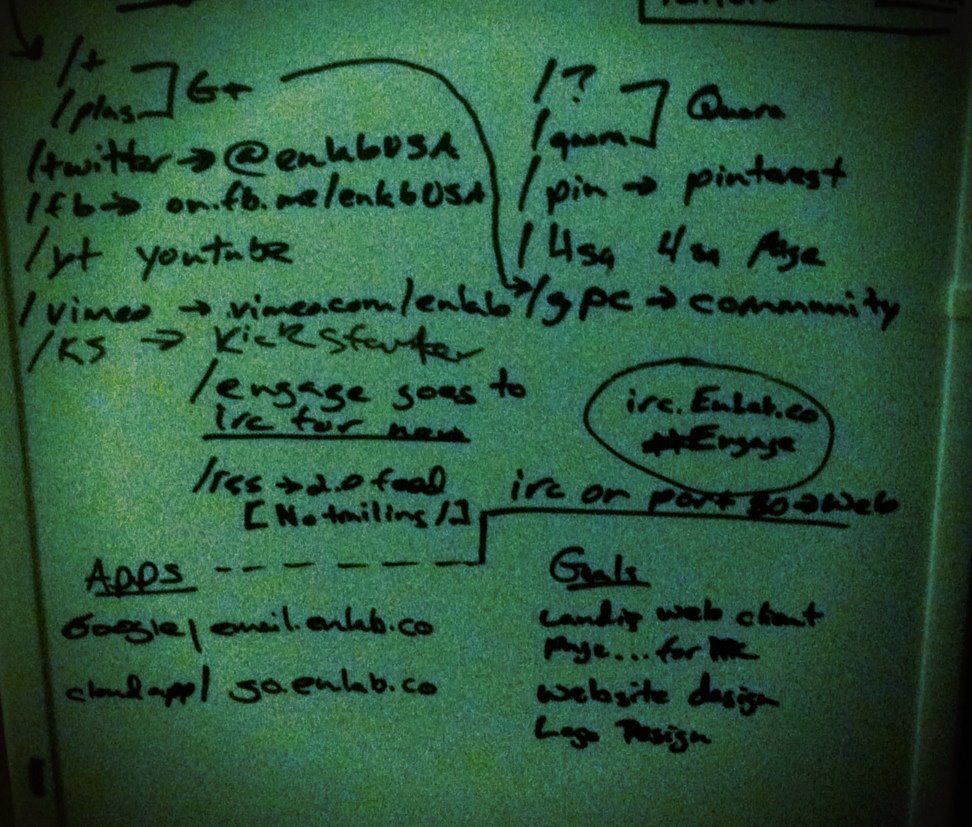 /+
/plus
G+
/twitter → @enlabUSA
/fb → on.fb.me/enlabUSA
/yt youtube
/vimeo → vimeo.com/enlab
/KS → Kickstarter
/engage goes to
irc for now
/rss → 2.0 feed
[No trailing /]
/?
/quora
Quora
/pin → pinterest
/4sq 4sq Page
/gpc → community
irc.EnLab.co
#Engage
irc on port 80 → web
Apps
Google / email.enlab.co
cloudapp / go.enlab.co
Goals
Landing web client
page... for
website design
Logo Design